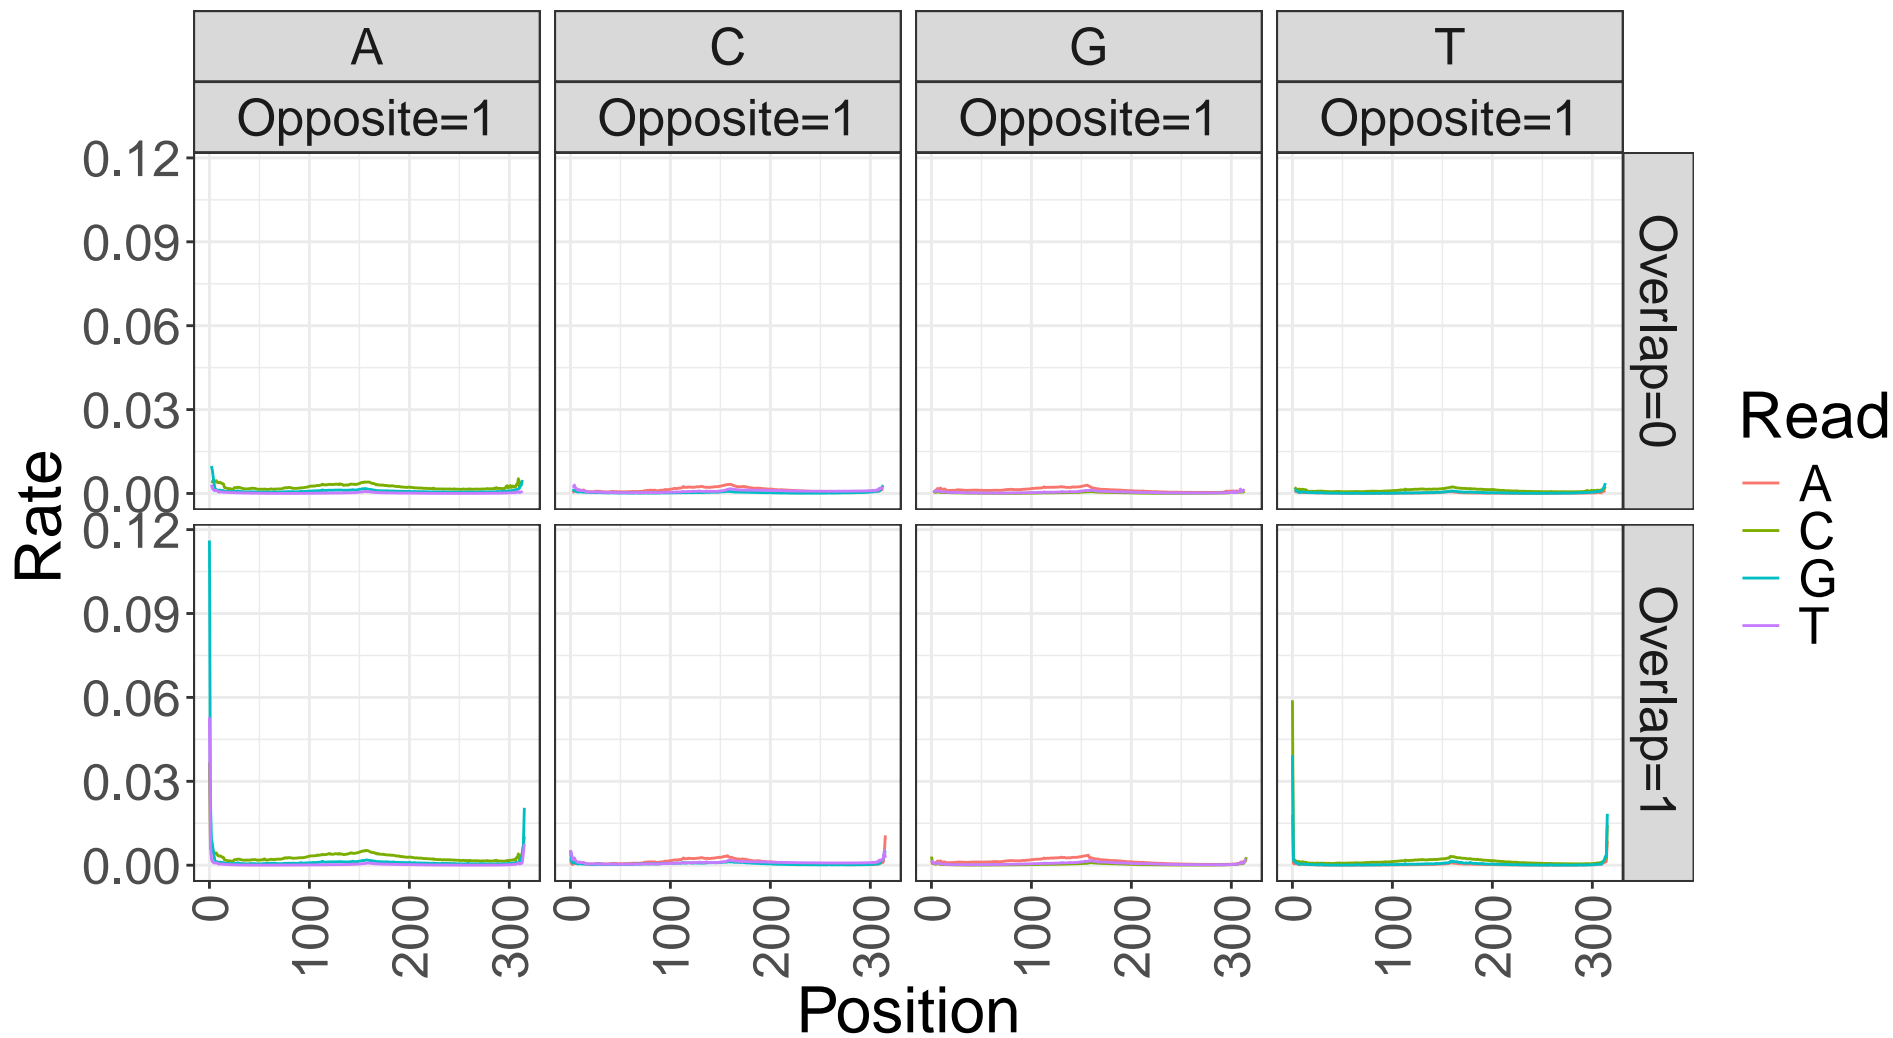 A C G T
Opposite=1 Opposite=1 Opposite=1 Opposite=1
0.12
0.09
0.06
0.03
0.00
Overlap=0
0.12
0.09
0.06
0.03
0.00
Overlap=1
Rate
0 100 200 300 0 100 200 300 0 100 200 300 0 100 200 300
Position
Read
A
C
G
T